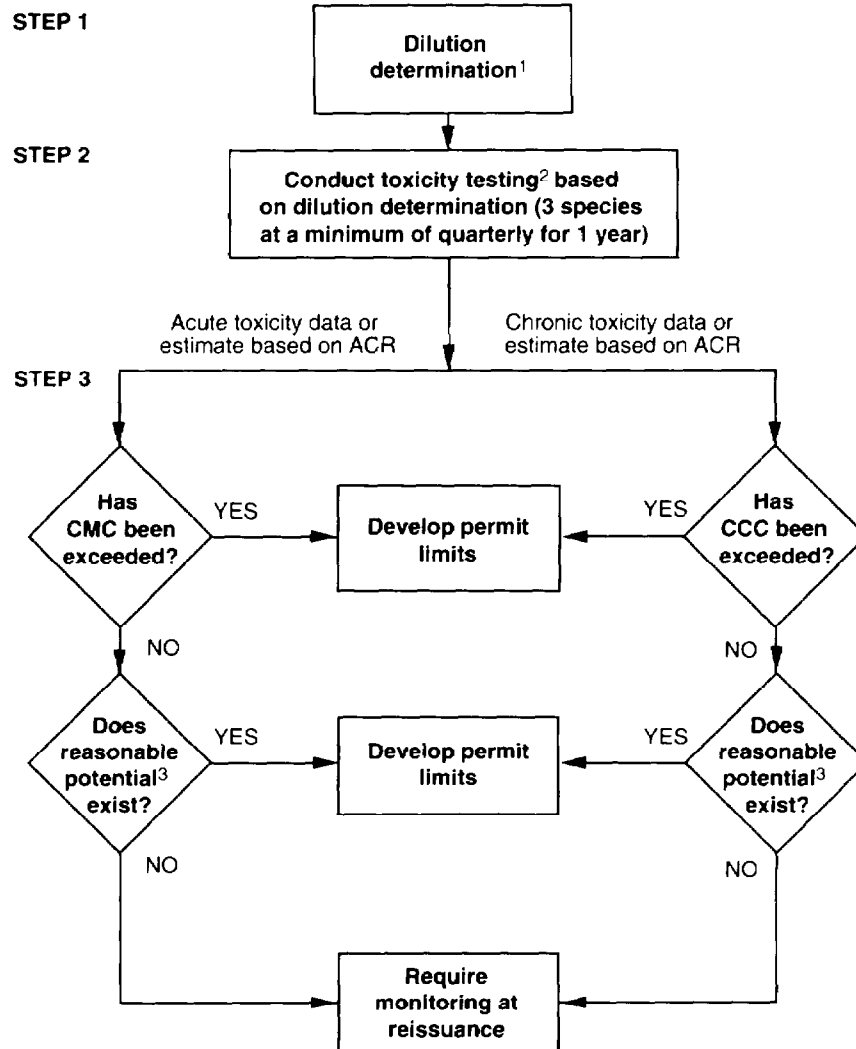 STEP 1
Dilution
determination¹
STEP 2
Conduct toxicity testing² based
on dilution determination (3 species
at a minimum of quarterly for 1 year)
Acute toxicity data or
estimate based on ACR
Chronic toxicity data or
estimate based on ACR
STEP 3
Has
CMC been
exceeded?
YES
Develop permit
limits
YES
Has
CCC been
exceeded?
NO
NO
Does
reasonable
potential³
exist?
YES
Develop permit
limits
YES
Does
reasonable
potential³
exist?
NO
NO
Require
monitoring at
reissuance